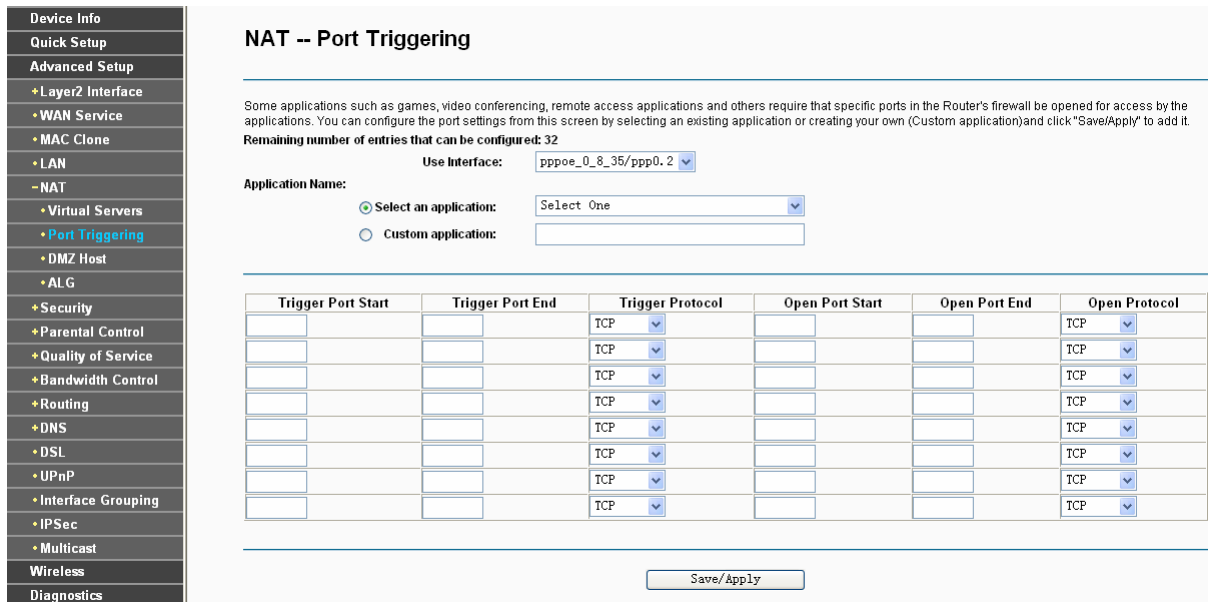 Device Info
Quick Setup
Advanced Setup
+Layer2 Interface
•WAN Service
•MAC Clone
•LAN
−NAT
•Virtual Servers
•Port Triggering
•DMZ Host
•ALG
+Security
+Parental Control
+Quality of Service
+Bandwidth Control
+Routing
+DNS
•DSL
•UPnP
•Interface Grouping
•IPSec
•Multicast
Wireless
Diagnostics
NAT -- Port Triggering
Some applications such as games, video conferencing, remote access applications and others require that specific ports in the Router's firewall be opened for access by the
applications. You can configure the port settings from this screen by selecting an existing application or creating your own (Custom application)and click "Save/Apply" to add it.
Remaining number of entries that can be configured: 32
Use Interface: pppoe_0_8_35/ppp0.2
Application Name:
Select an application: Select One
Custom application:
Trigger Port Start Trigger Port End Trigger Protocol Open Port Start Open Port End Open Protocol
TCP TCP
TCP TCP
TCP TCP
TCP TCP
TCP TCP
TCP TCP
TCP TCP
TCP TCP
Save/Apply